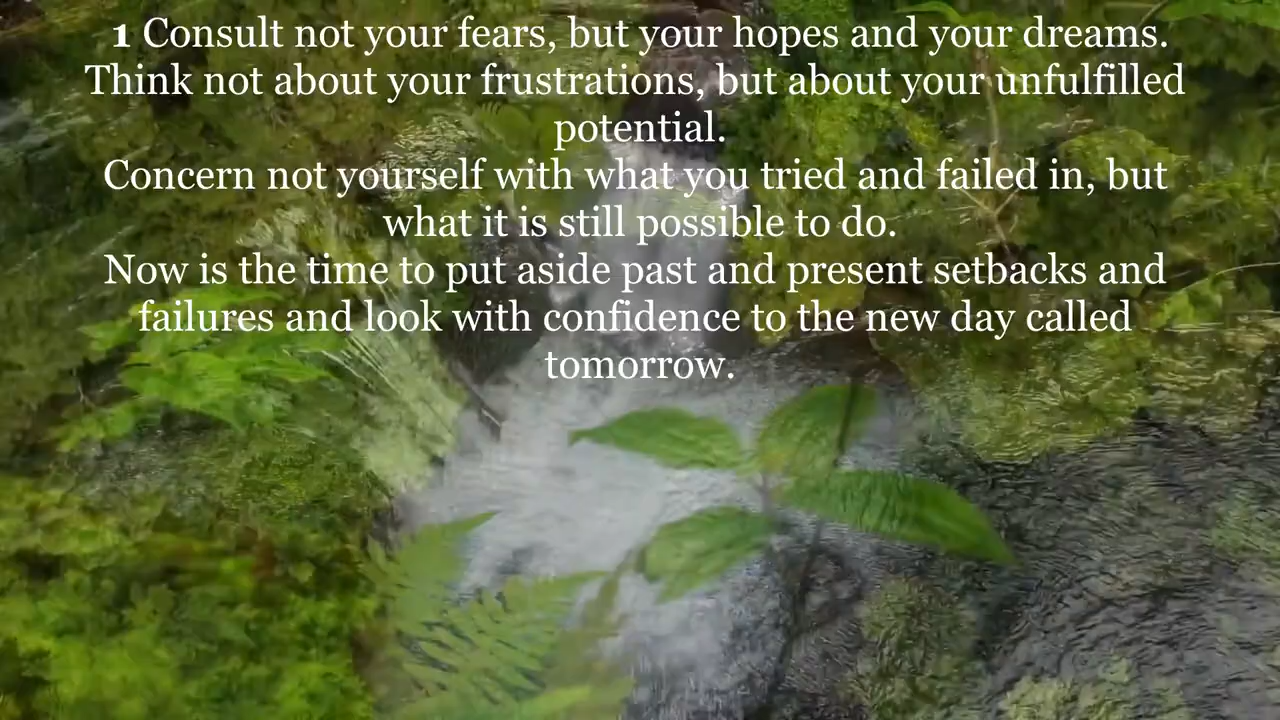 1 Consult not your fears, but your hopes and your dreams.
Think not about your frustrations, but about your unfulfilled
potential.
Concern not yourself with what you tried and failed in, but
what it is still possible to do.
Now is the time to put aside past and present setbacks and
failures and look with confidence to the new day called
tomorrow.